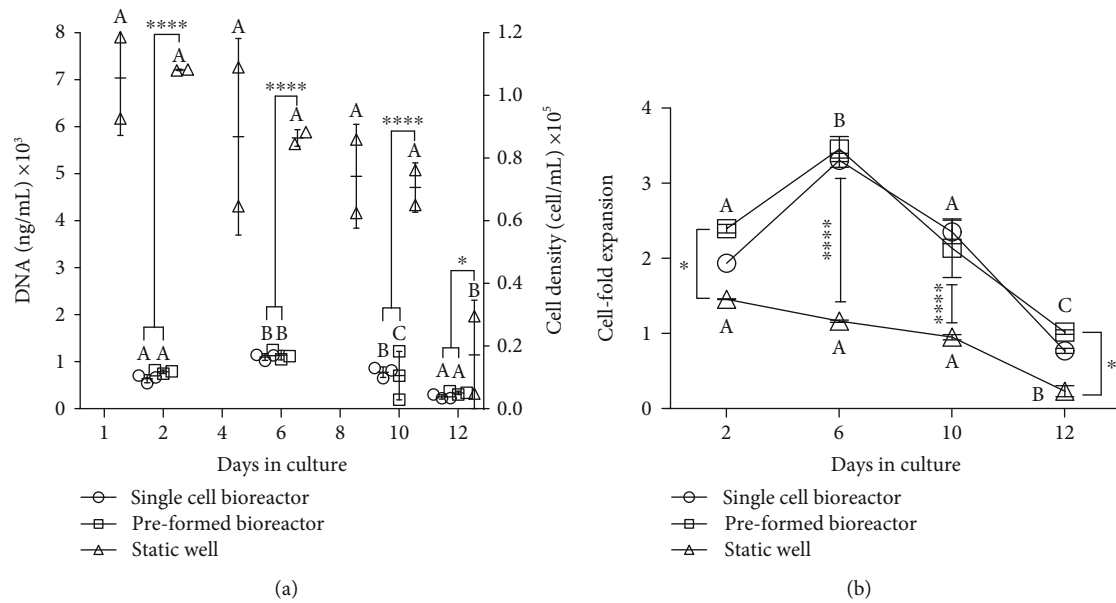 8
7
6
5
4
3
2
1
0
DNA (ng/mL) ×10³
1.2
1.0
0.8
0.6
0.4
0.2
0.0
Cell density (cell/mL) ×10⁵
A
****
A
A
****
A
A
****
A
*
B
A A
B B
B C
A A
1 2 4 6 8 10 12
Days in culture
Single cell bioreactor
Pre-formed bioreactor
Static well
(a)
4
3
2
1
0
Cell-fold expansion
A
B
A
C
*
****
****
*
A
A
A
B
2 6 10 12
Days in culture
Single cell bioreactor
Pre-formed bioreactor
Static well
(b)